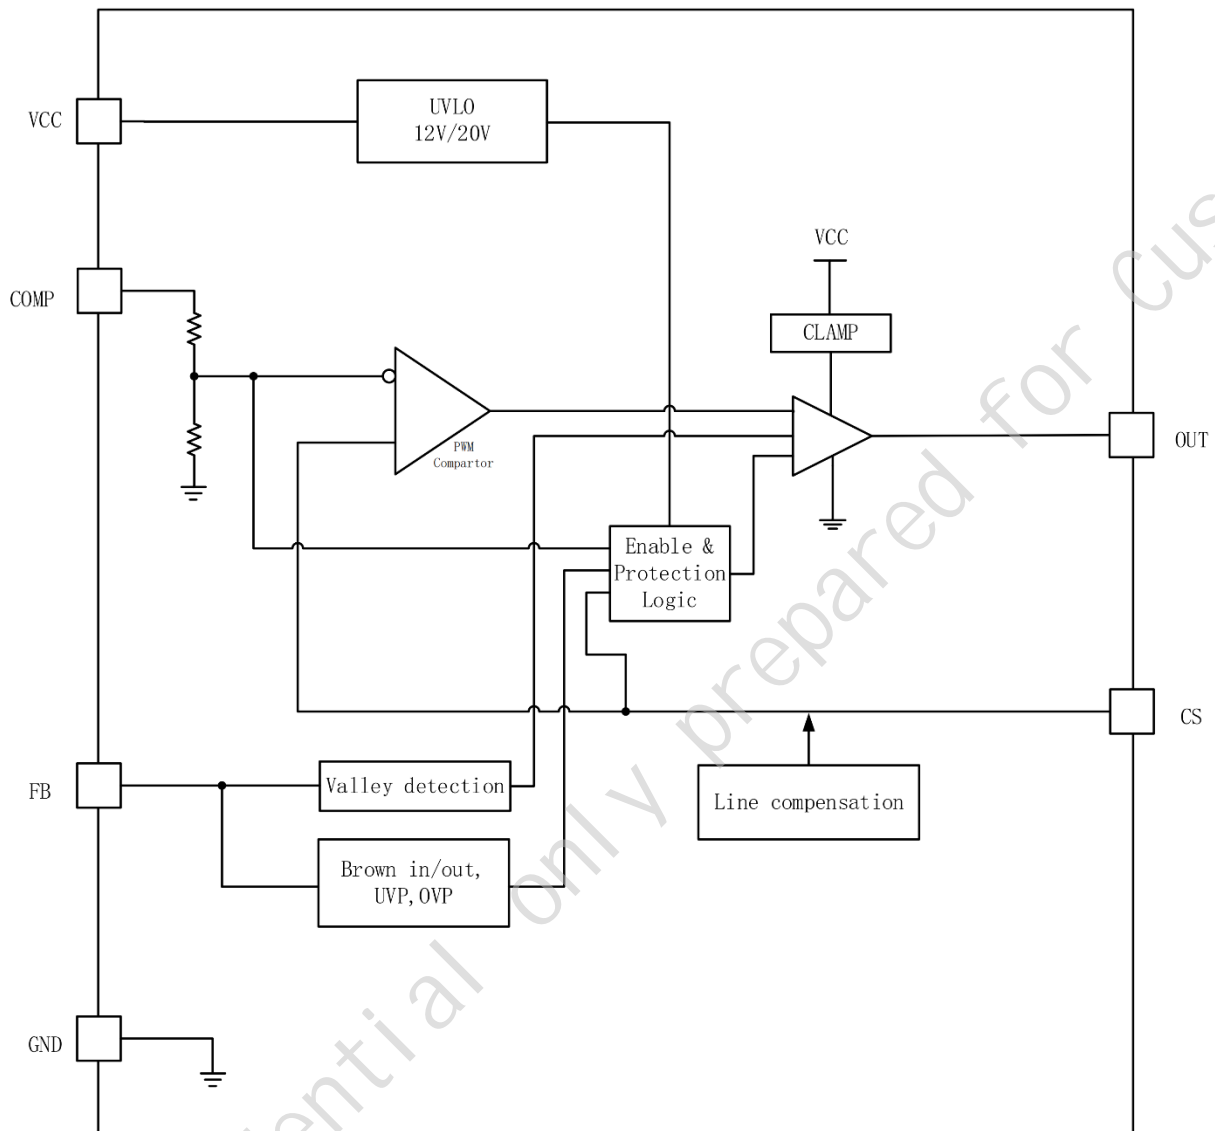 VCC
UVLO
12V/20V
VCC
COMP
CLAMP
PWM
Compartor
OUT
Enable &
Protection
Logic
CS
FB
Valley detection
Line compensation
Brown in/out,
UVP,OVP
GND
dential only prepared for Cus